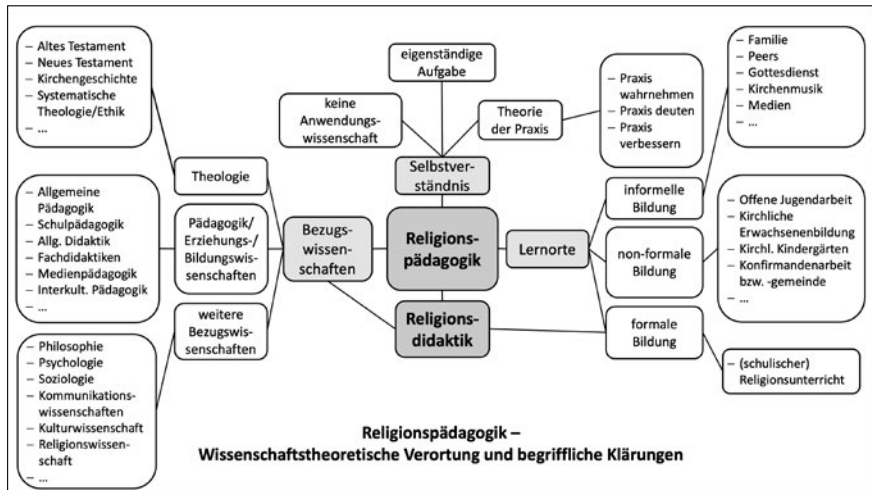 – Altes Testament
– Neues Testament
– Kirchengeschichte
– Systematische
Theologie/Ethik
– ...
– Allgemeine
Pädagogik
– Schulpädagogik
– Allg. Didaktik
– Fachdidaktiken
– Medienpädagogik
– Interkult. Pädagogik
– ...
– Philosophie
– Psychologie
– Soziologie
– Kommunikations-
wissenschaften
– Kulturwissenschaft
– Religionswissen-
schaft
– ...
Theologie
Pädagogik/
Erziehungs-/
Bildungswissen-
schaften
weitere
Bezugswis-
senschaften
Bezugs-
wissen-
schaften
keine
Anwendungs-
wissenschaft
eigenständige
Aufgabe
Theorie
der Praxis
– Praxis
wahrnehmen
– Praxis deuten
– Praxis
verbessern
Selbstver-
ständnis
Religions-
pädagogik
Religions-
didaktik
Lernorte
informelle
Bildung
non-formale
Bildung
formale
Bildung
– Familie
– Peers
– Gottesdienst
– Kirchenmusik
– Medien
– ...
– Offene Jugendarbeit
– Kirchliche
Erwachsenenbildung
– Kirchl. Kindergärten
– Konfirmandenarbeit
bzw. -gemeinde
– ...
– (schulischer)
Religionsunterricht
Religionspädagogik –
Wissenschaftstheoretische Verortung und begriffliche Klärungen